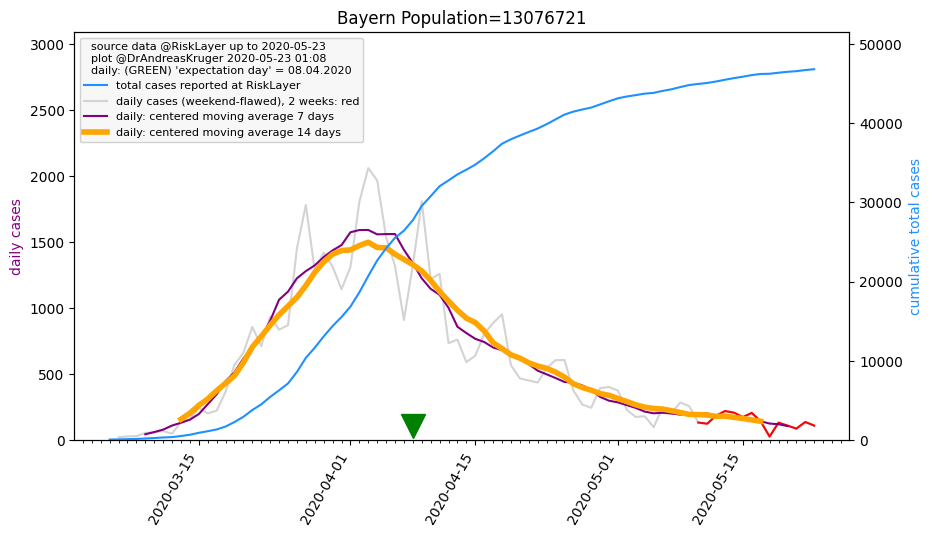 Bayern Population=13076721
source data @RiskLayer up to 2020-05-23
plot @DrAndreasKruger 2020-05-23 01:08
daily: (GREEN) 'expectation day' = 08.04.2020
total cases reported at RiskLayer
daily cases (weekend-flawed), 2 weeks: red
daily: centered moving average 7 days
daily: centered moving average 14 days
daily cases
3000
2500
2000
1500
1000
500
0
50000
40000
30000
20000
10000
0
cumulative total cases
2020-03-15
2020-04-01
2020-04-15
2020-05-01
2020-05-15